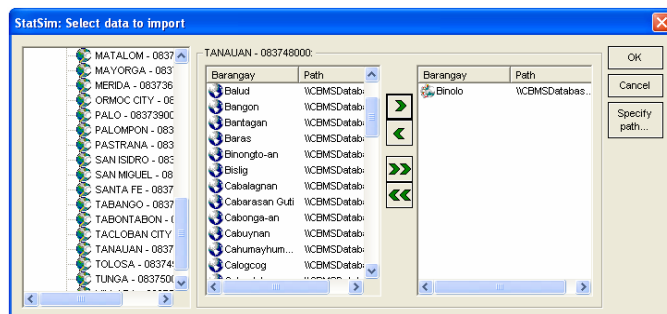 StatSim: Select data to import
MATALOM - 0837
MAYORGA - 0837
MERIDA - 083736
ORMOC CITY - 08
PALO - 08373900
PALOMPON - 0837
PASTRANA - 0837
SAN ISIDRO - 083
SAN MIGUEL - 08
SANTA FE - 0837
TABANGO - 0837
TABONTABON - 
TACLOBAN CITY
TANAUAN - 0837
TOLOSA - 08374
TUNGA - 0837500
TANAUAN - 083748000:
Barangay Path
Balud \\CBMSDatab
Bangon \\CBMSDatab
Bantagan \\CBMSDatab
Baras \\CBMSDatab
Binongto-an \\CBMSDatab
Bislig \\CBMSDatab
Cabalagnan \\CBMSDatab
Cabarasan Guti \\CBMSDatab
Cabonga-an \\CBMSDatab
Cabuynan \\CBMSDatab
Cahumayhum... \\CBMSDatab
Calogcog \\CBMSDatab
>
<
>>
<<
Barangay Path
Binolo \\CBMSDatabas...
OK
Cancel
Specify
path...